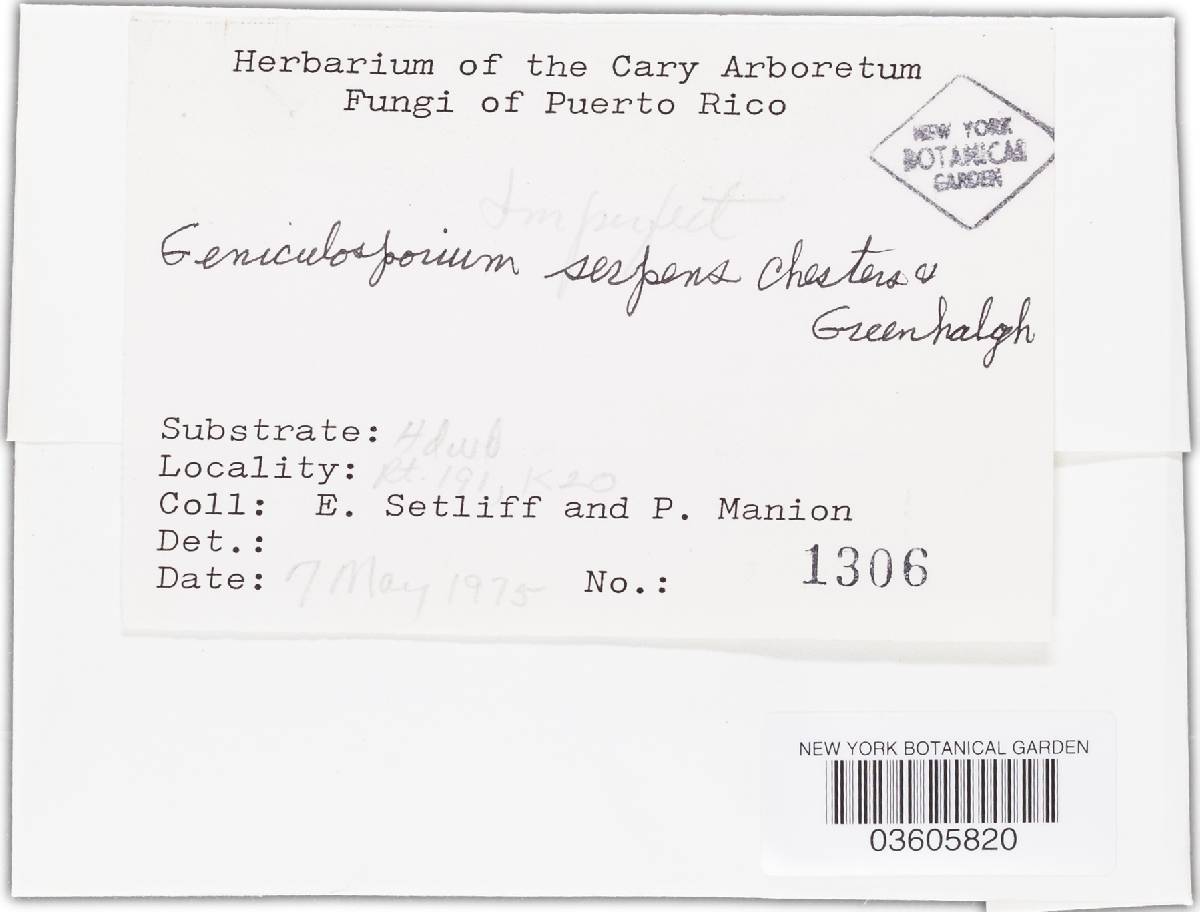 Herbarium of the Cary Arboretum
Fungi of Puerto Rico
NEW YORK
BOTANICAL
GARDEN
Imperfect
Geniculosporium serpens Chesters &
Greenhalgh
Substrate: Hdwd
Locality: Rt. 191, K20
Coll: E. Setliff and P. Manion
Det.:
Date: 7 May 1975 No.: 1306
NEW YORK BOTANICAL GARDEN
03605820